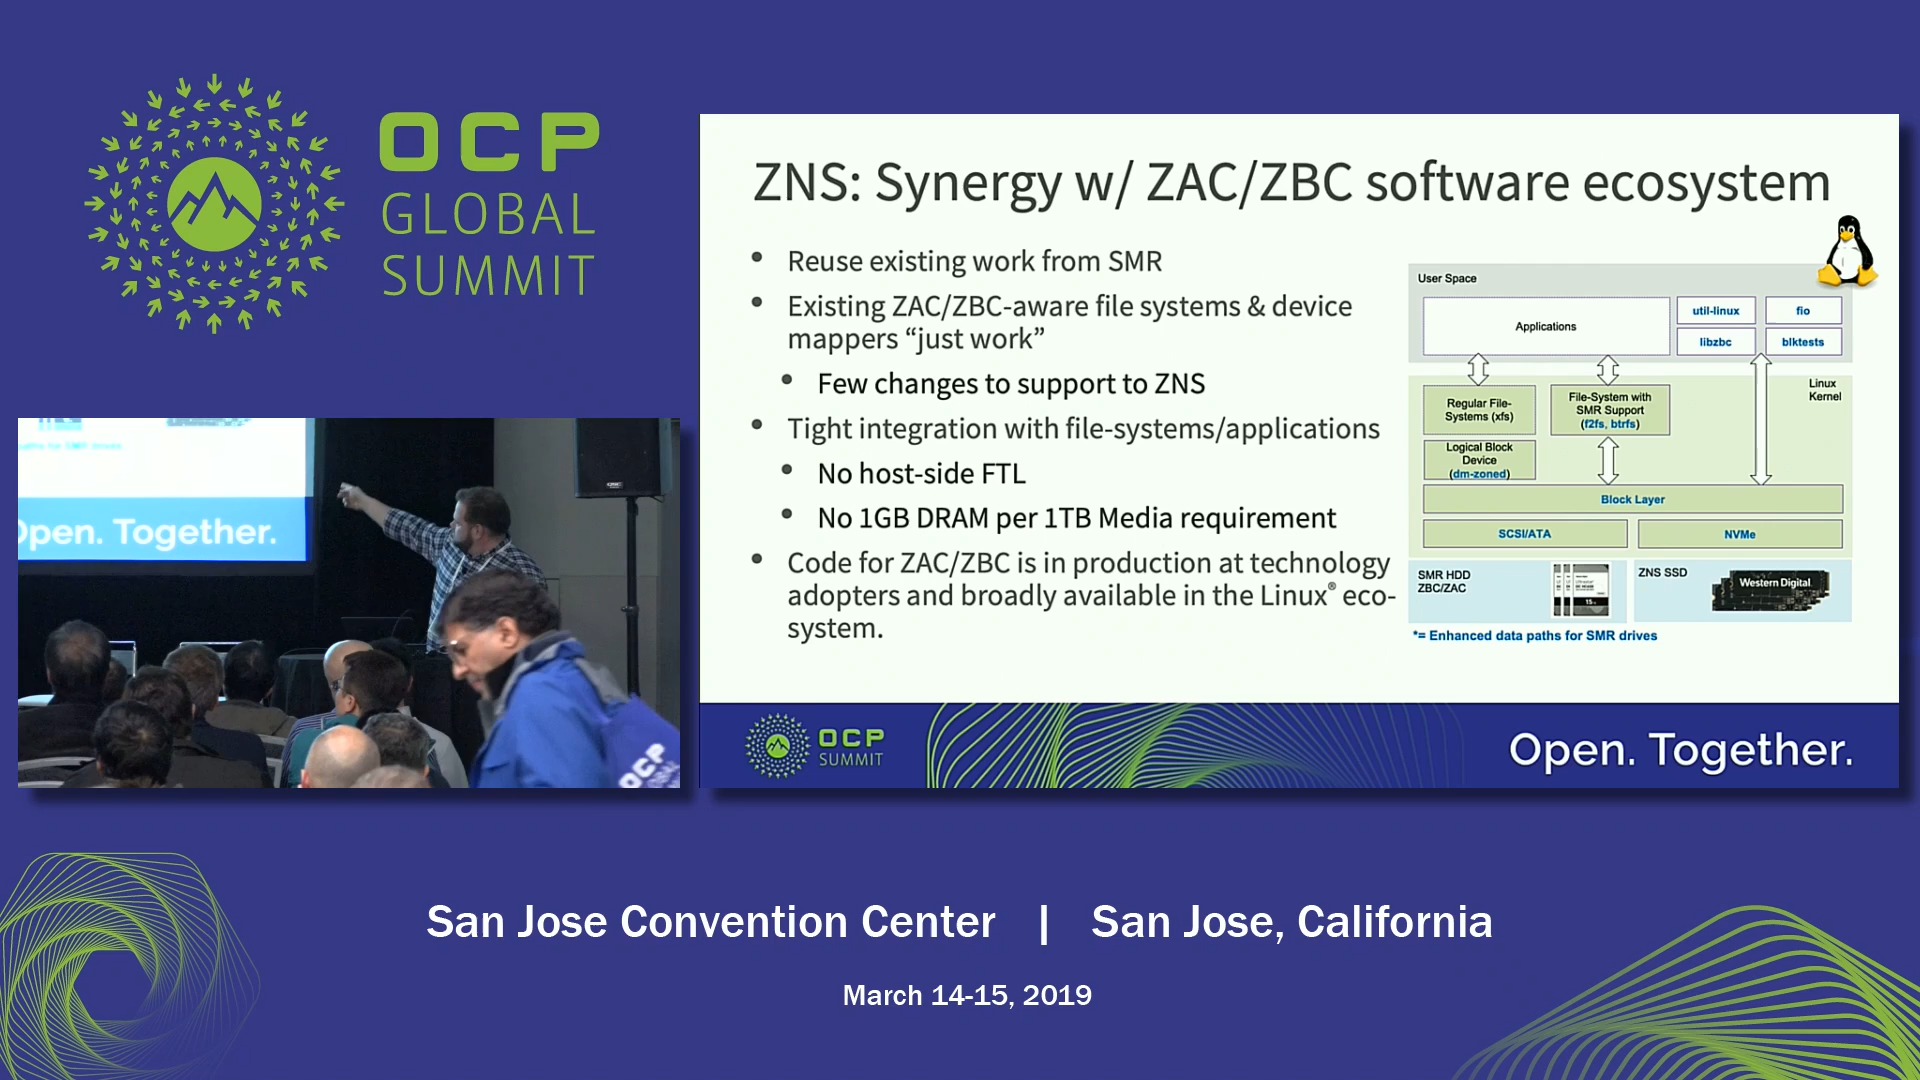 OCP
GLOBAL
SUMMIT
ZNS: Synergy w/ ZAC/ZBC software ecosystem
• Reuse existing work from SMR
• Existing ZAC/ZBC-aware file systems & device
mappers “just work”
• Few changes to support to ZNS
• Tight integration with file-systems/applications
• No host-side FTL
• No 1GB DRAM per 1TB Media requirement
• Code for ZAC/ZBC is in production at technology
adopters and broadly available in the Linux® eco-
system.
User Space
Applications
util-linux
fio
libzbc
blktests
Linux
Kernel
Regular File-
Systems (xfs)
File-System with
SMR Support
(f2fs, btrfs)
Logical Block
Device
(dm-zoned)
Block Layer
SCSI/ATA
NVMe
SMR HDD
ZBC/ZAC
ZNS SSD
Western Digital
*= Enhanced data paths for SMR drives
OCP
SUMMIT
Open. Together.
Open. Together.
OCP
San Jose Convention Center | San Jose, California
March 14-15, 2019